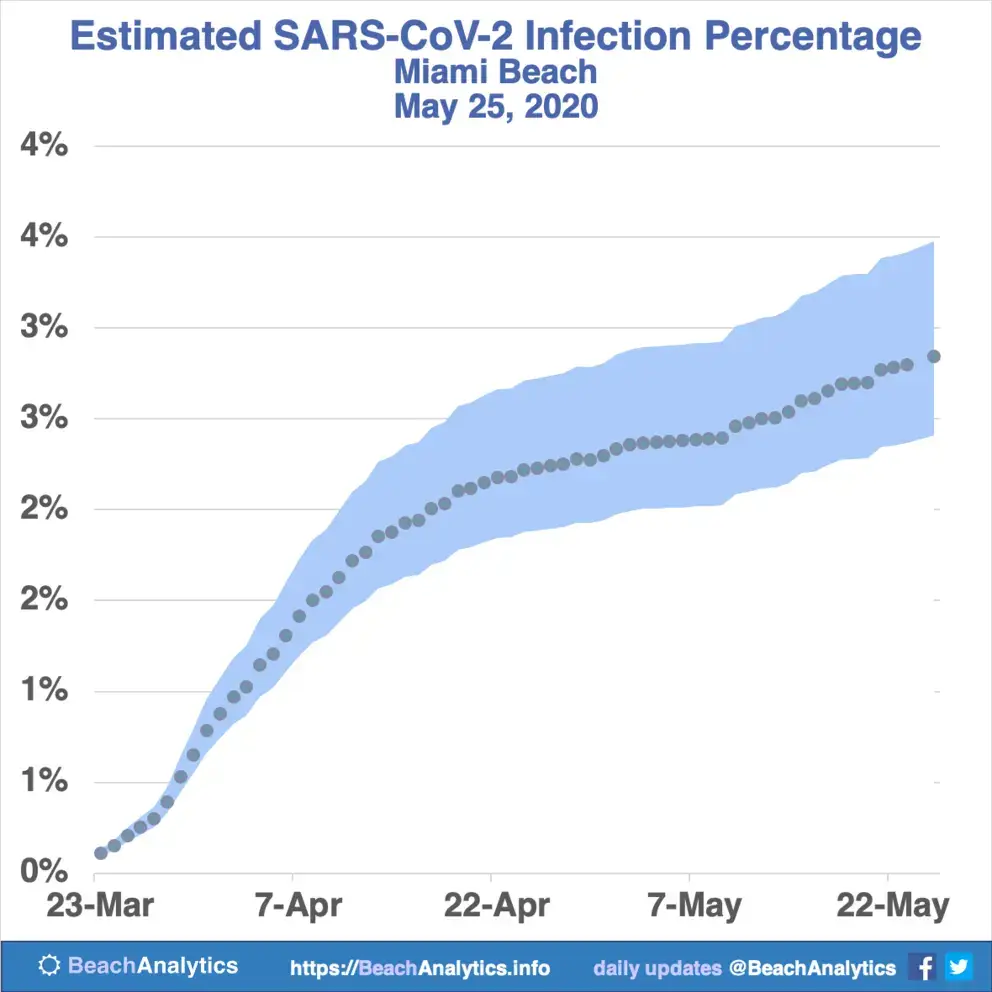 Estimated SARS-CoV-2 Infection Percentage
Miami Beach
May 25, 2020
4%
4%
3%
3%
2%
2%
1%
1%
0%
23-Mar 7-Apr 22-Apr 7-May 22-May
BeachAnalytics https://BeachAnalytics.info daily updates @BeachAnalytics